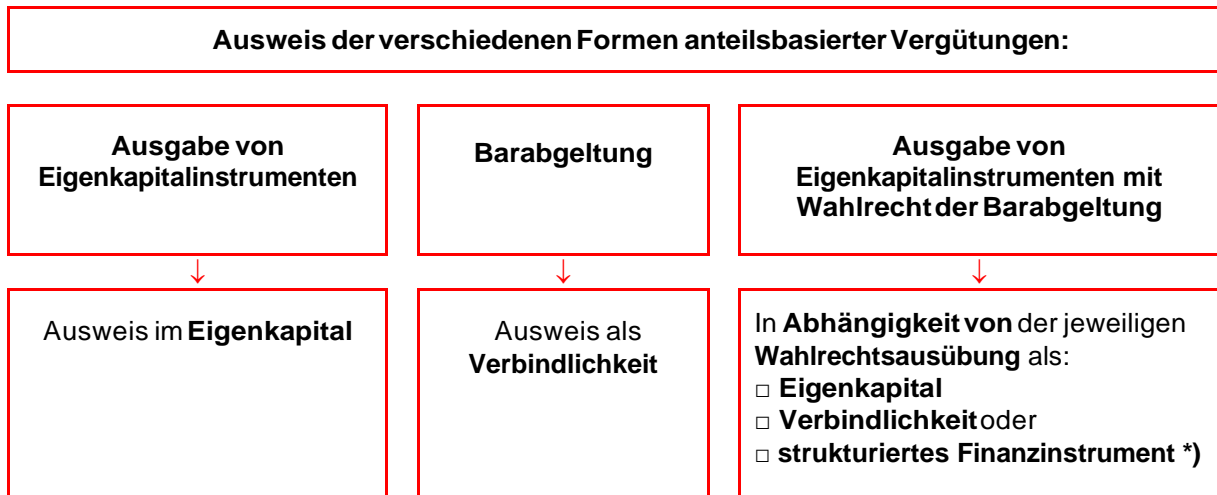 Ausweis der verschiedenen Formen anteilsbasierter Vergütungen:
Ausgabe von
Eigenkapitalinstrumenten
Barabgeltung
Ausgabe von
Eigenkapitalinstrumenten mit
Wahlrecht der Barabgeltung
↓
↓
↓
Ausweis im Eigenkapital
Ausweis als
Verbindlichkeit
In Abhängigkeit von der jeweiligen
Wahlrechtsausübung als:
□ Eigenkapital
□ Verbindlichkeit oder
□ strukturiertes Finanzinstrument *)